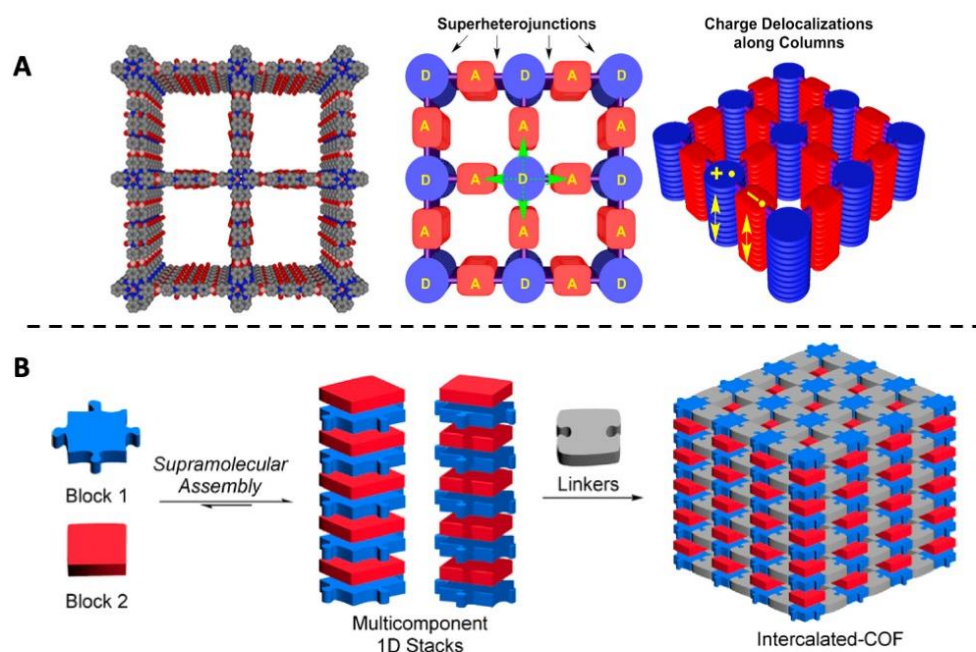 A
Superheterojunctions
Charge Delocalizations
along Columns
D A D A D
A A A
D A D A D
A A A
D A D A D
+ •
– •
B
Block 1
Block 2
Supramolecular
Assembly
Multicomponent
1D Stacks
Linkers
Intercalated-COF